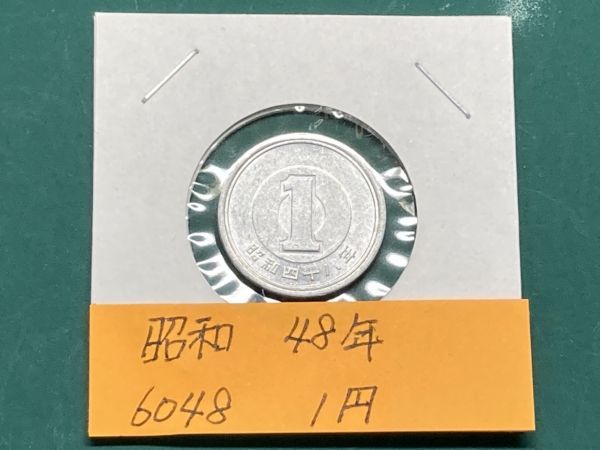 1
昭和四十八年
昭和 48年
6048 1円